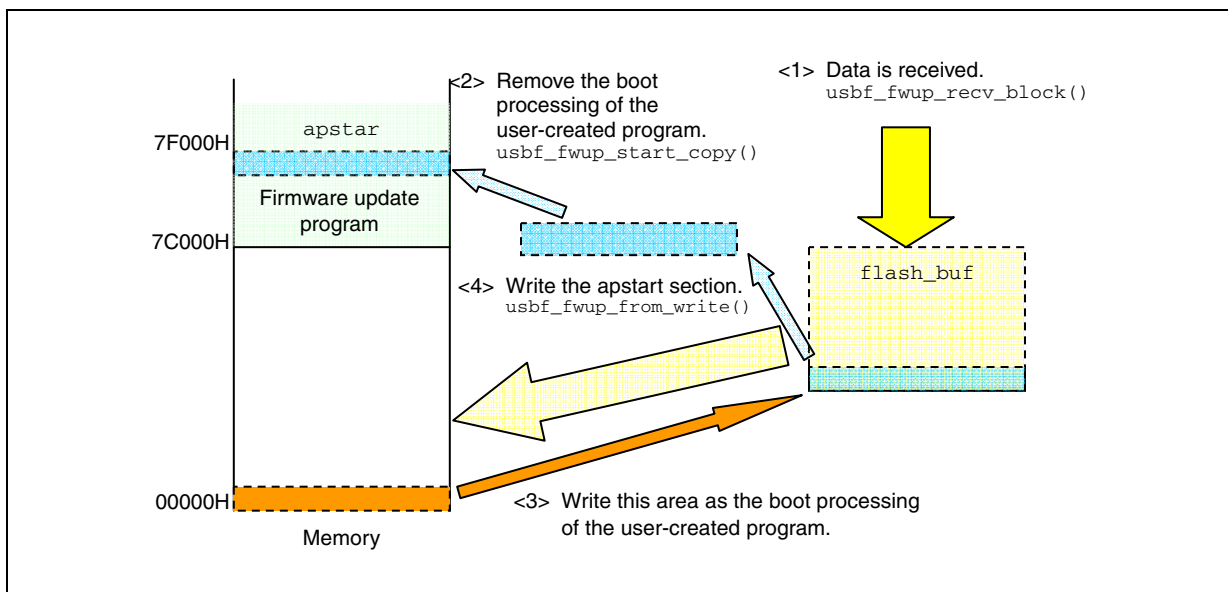 <1> Data is received.
usbf_fwup_recv_block()
<2> Remove the boot
processing of the
user-created program.
usbf_fwup_start_copy()
apstar
7F000H
Firmware update
program
7C000H
flash_buf
<4> Write the apstart section.
usbf_fwup_from_write()
00000H
<3> Write this area as the boot processing
of the user-created program.
Memory